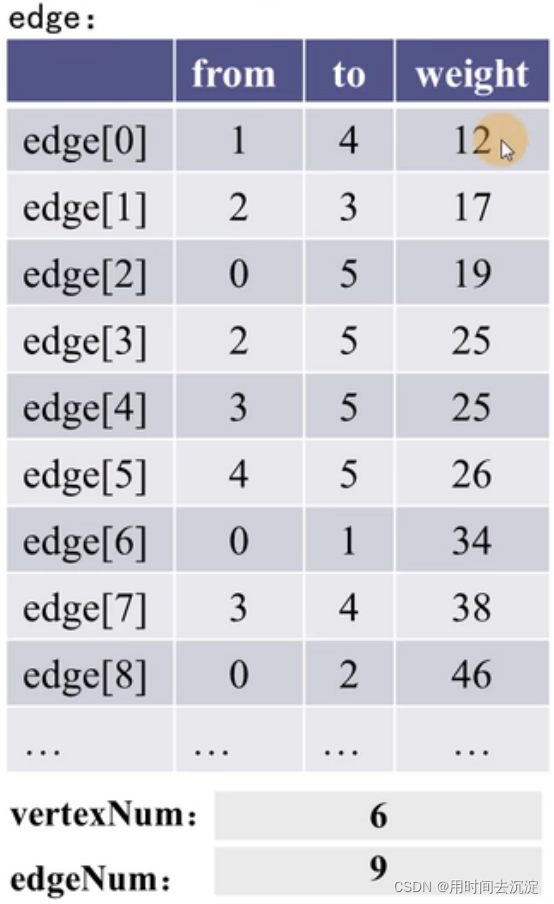 edge：
from to weight
edge[0] 1 4 12
edge[1] 2 3 17
edge[2] 0 5 19
edge[3] 2 5 25
edge[4] 3 5 25
edge[5] 4 5 26
edge[6] 0 1 34
edge[7] 3 4 38
edge[8] 0 2 46
… … … …
vertexNum： 6
edgeNum： 9
CSDN @用时间去沉淀